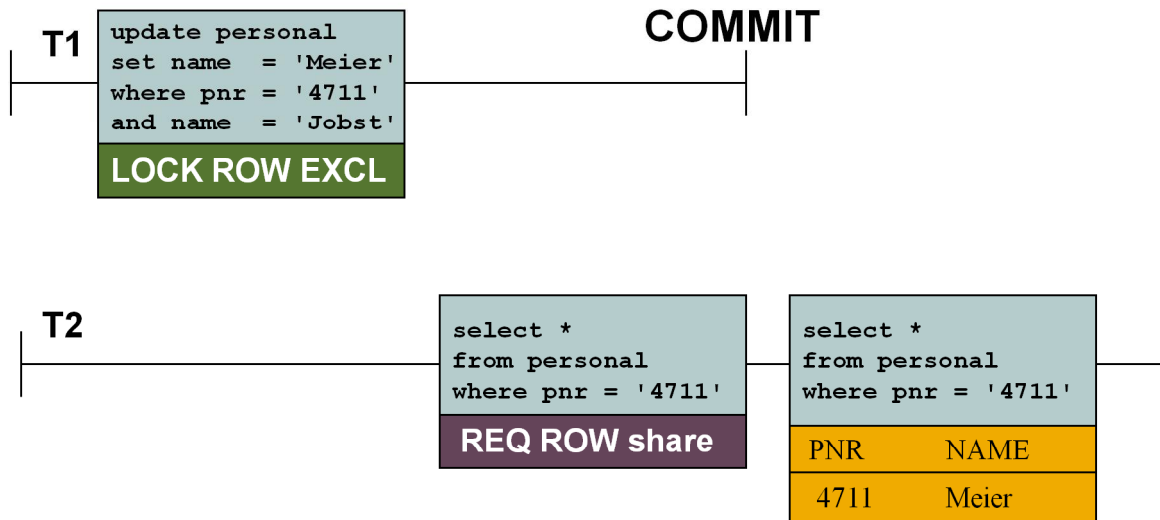 COMMIT
T1
update personal
set name  = 'Meier'
where pnr = '4711'
and name  = 'Jobst'
LOCK ROW EXCL
T2
select *
from personal
where pnr = '4711'
REQ ROW share
select *
from personal
where pnr = '4711'
PNR NAME
4711 Meier